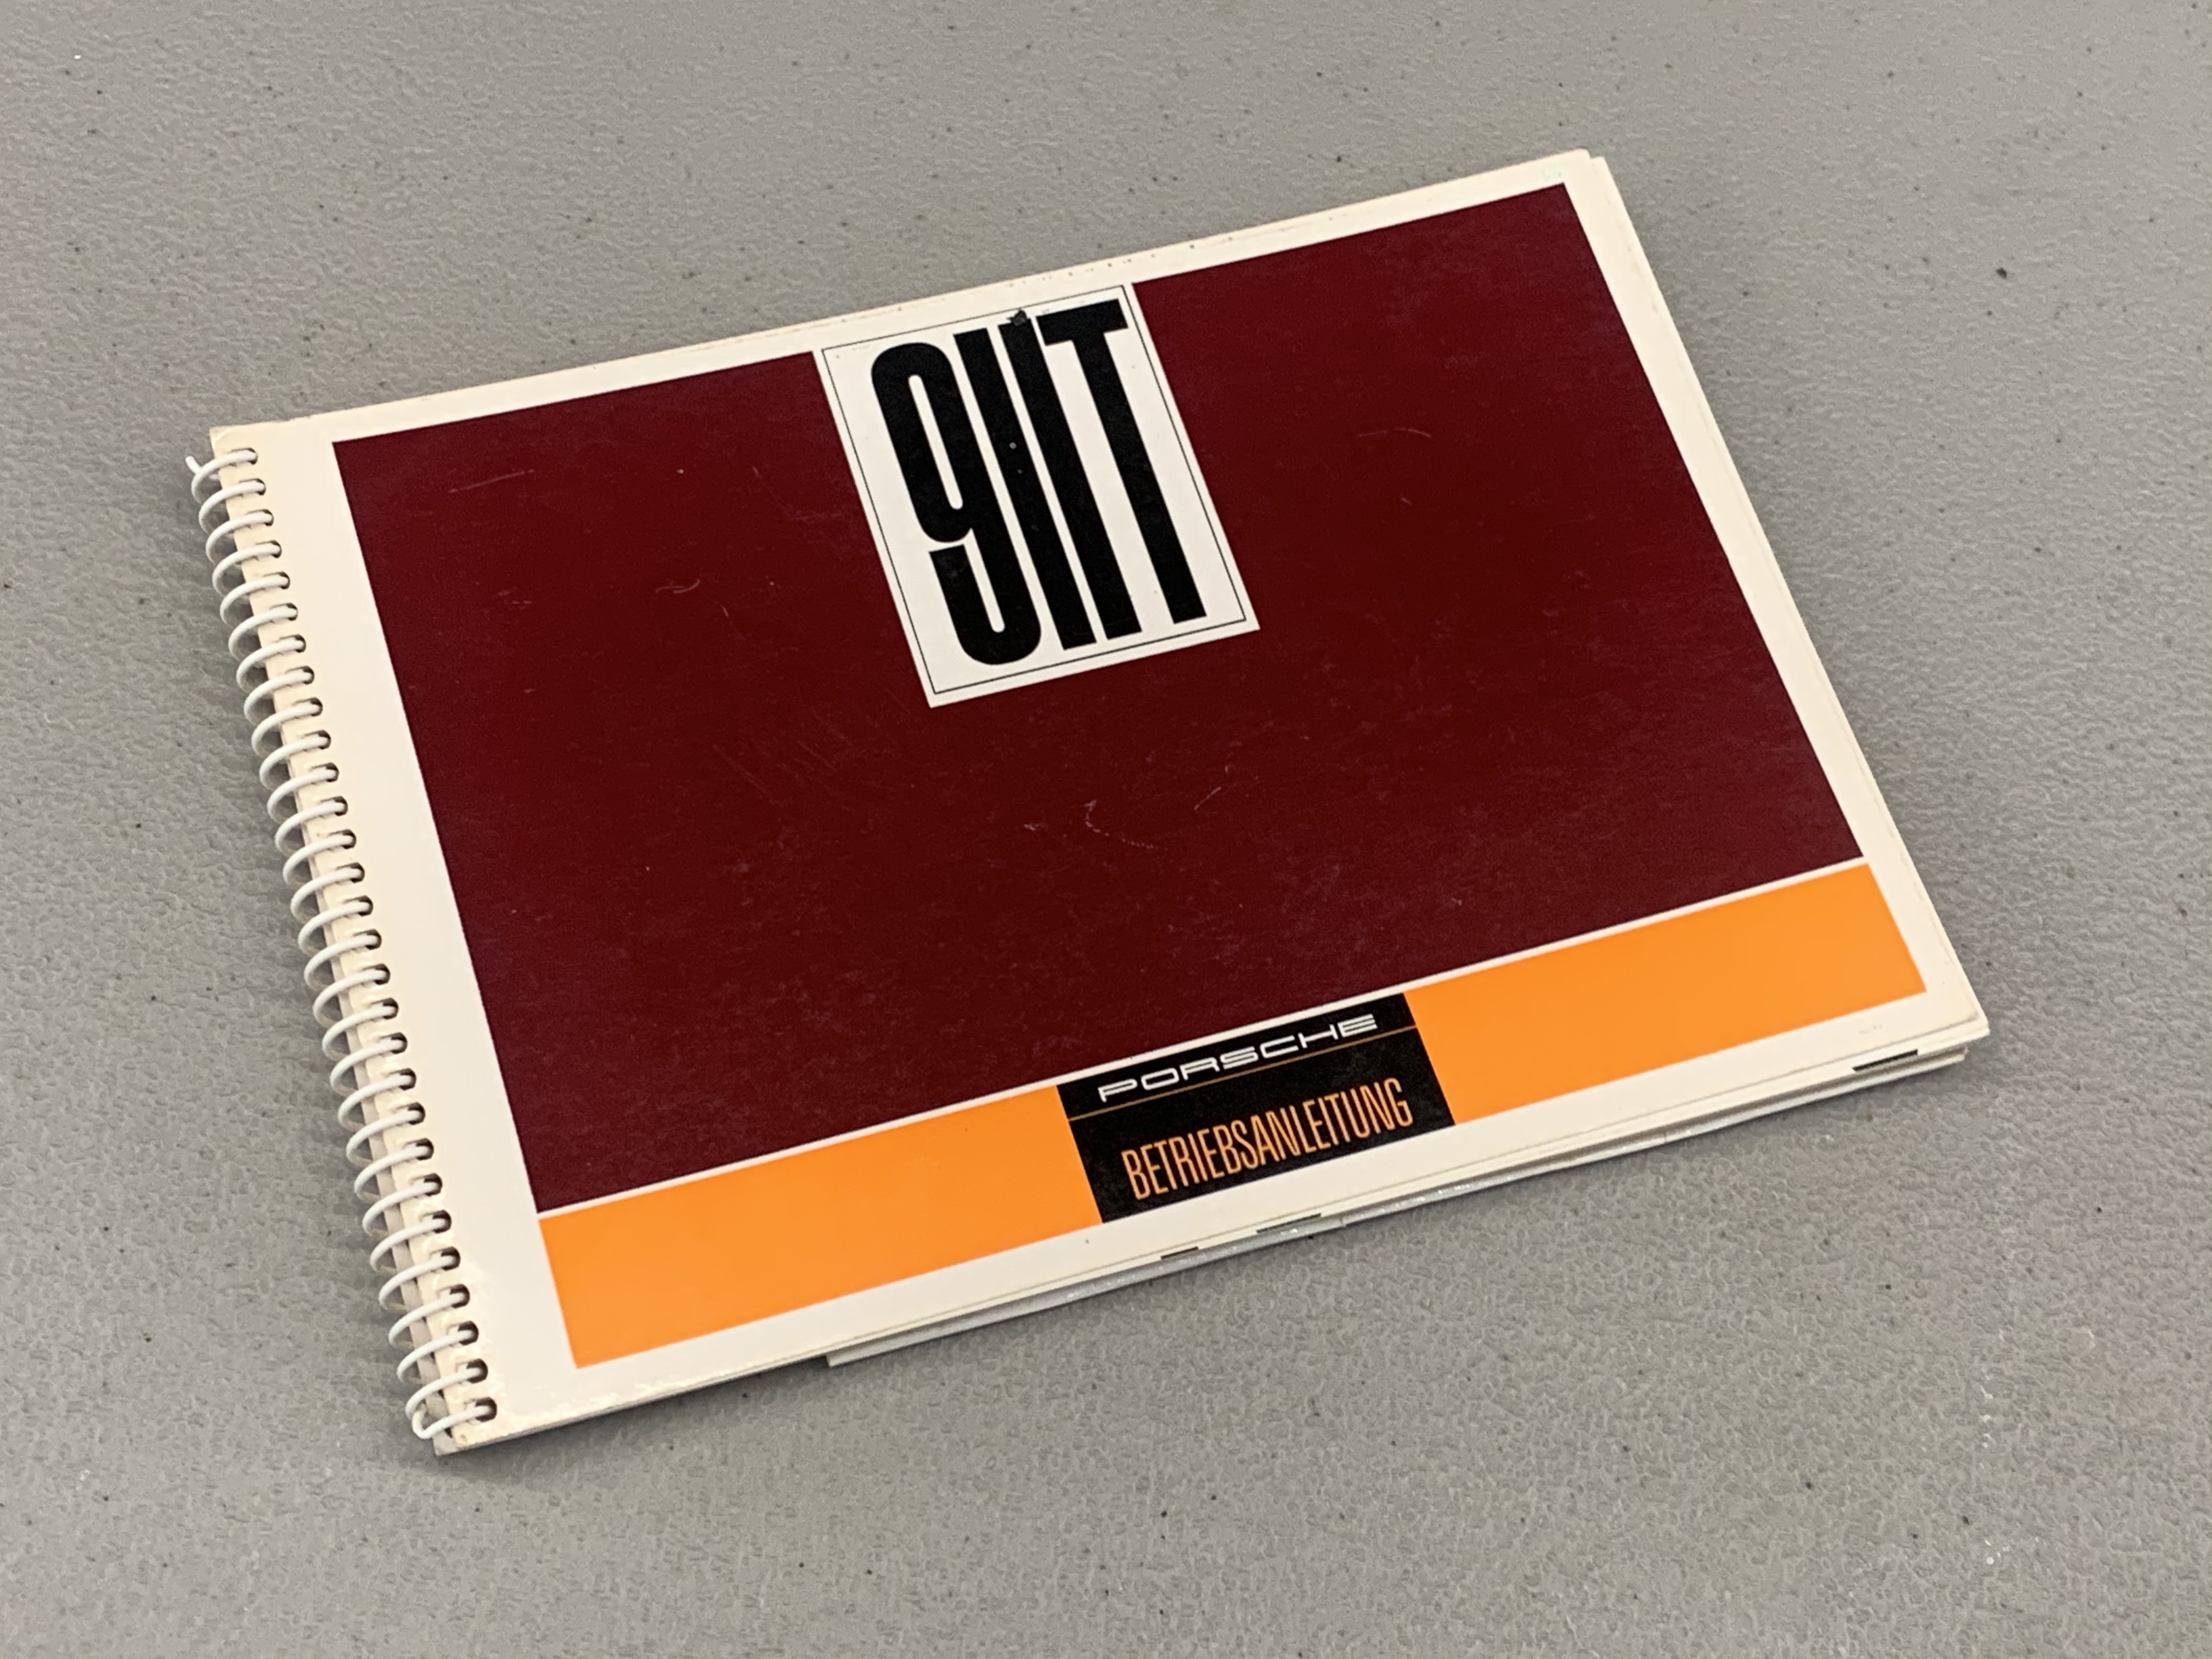 911T
PORSCHE
BETRIEBSANLEITUNG